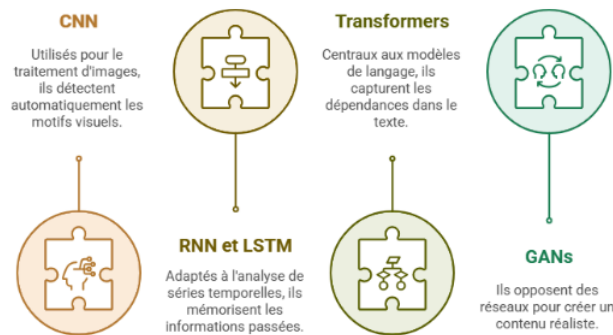 CNN
Utilisés pour le
traitement d'images,
ils détectent
automatiquement les
motifs visuels.
RNN et LSTM
Adaptés à l'analyse de
séries temporelles, ils
mémorisent les
informations passées.
Transformers
Centraux aux modèles
de langage, ils
capturent les
dépendances dans le
texte.
GANs
Ils opposent des
réseaux pour créer un
contenu réaliste.